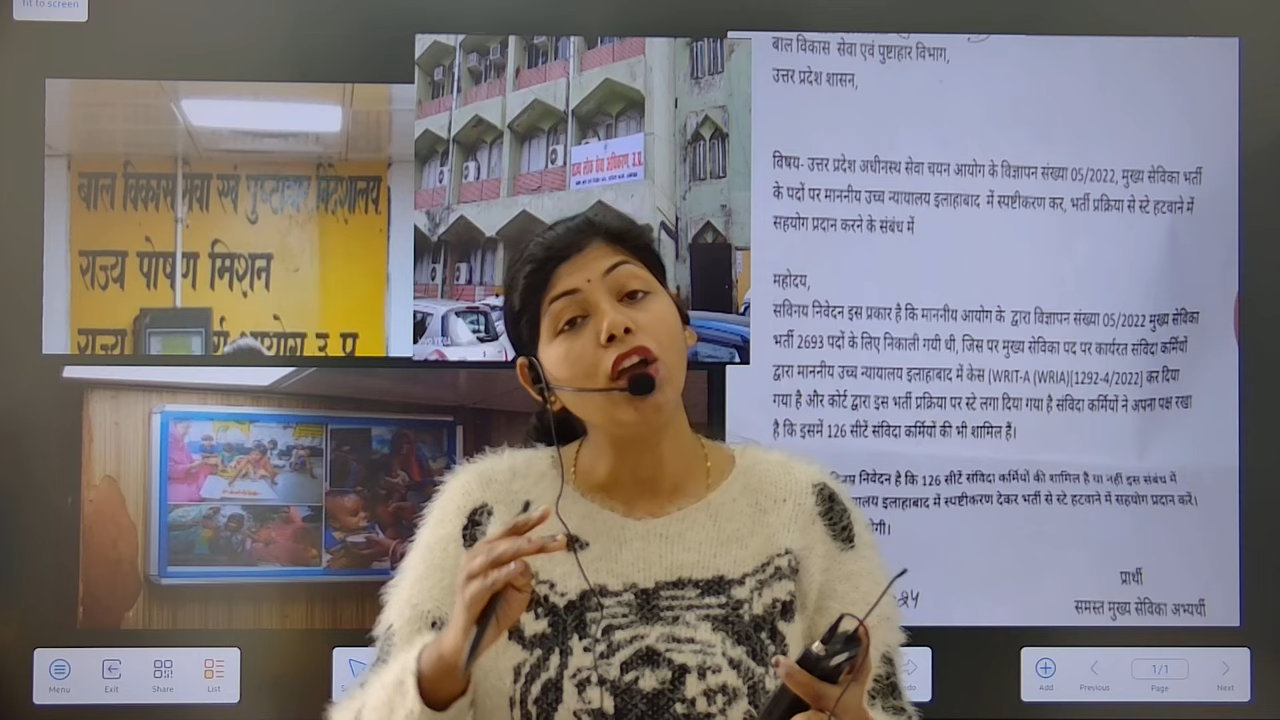 fit to screen
बाल विकास सेवा एवं पुष्टाहार निदेशालय
राज्य पोषण मिशन
राज्य
आयोग उ प्र
राज्य लोक सेवा अधिकरण, उ.प्र.
बाल विकास सेवा एवं पुष्टाहार विभाग,
उत्तर प्रदेश शासन,
विषय- उत्तर प्रदेश अधीनस्थ सेवा चयन आयोग के विज्ञापन संख्या 05/2022, मुख्य सेविका भर्ती
के पदों पर माननीय उच्च न्यायालय इलाहाबाद में स्पष्टीकरण कर, भर्ती प्रक्रिया से स्टे हटवाने में
सहयोग प्रदान करने के संबंध में
महोदय,
सविनय निवेदन इस प्रकार है कि माननीय आयोग के द्वारा विज्ञापन संख्या 05/2022 मुख्य सेविका
भर्ती 2693 पदों के लिए निकाली गयी थी, जिस पर मुख्य सेविका पद पर कार्यरत संविदा कर्मियों
द्वारा माननीय उच्च न्यायालय इलाहाबाद में केस (WRIT-A (WRIA)[1292-4/2022] कर दिया
गया है और कोर्ट द्वारा इस भर्ती प्रक्रिया पर स्टे लगा दिया गया है संविदा कर्मियों ने अपना पक्ष रखा
है कि इसमें 126 सीटें संविदा कर्मियों की भी शामिल हैं।
निवेदन है कि 126 सीटें संविदा कर्मियों की शामिल है या नहीं इस संबंध में
इलाहाबाद में स्पष्टीकरण देकर भर्ती से स्टे हटवाने में सहयोग प्रदान करें।
प्रार्थी
समस्त मुख्य सेविका अभ्यर्थी
Menu Exit Share List Add Previous 1/1 Page Next